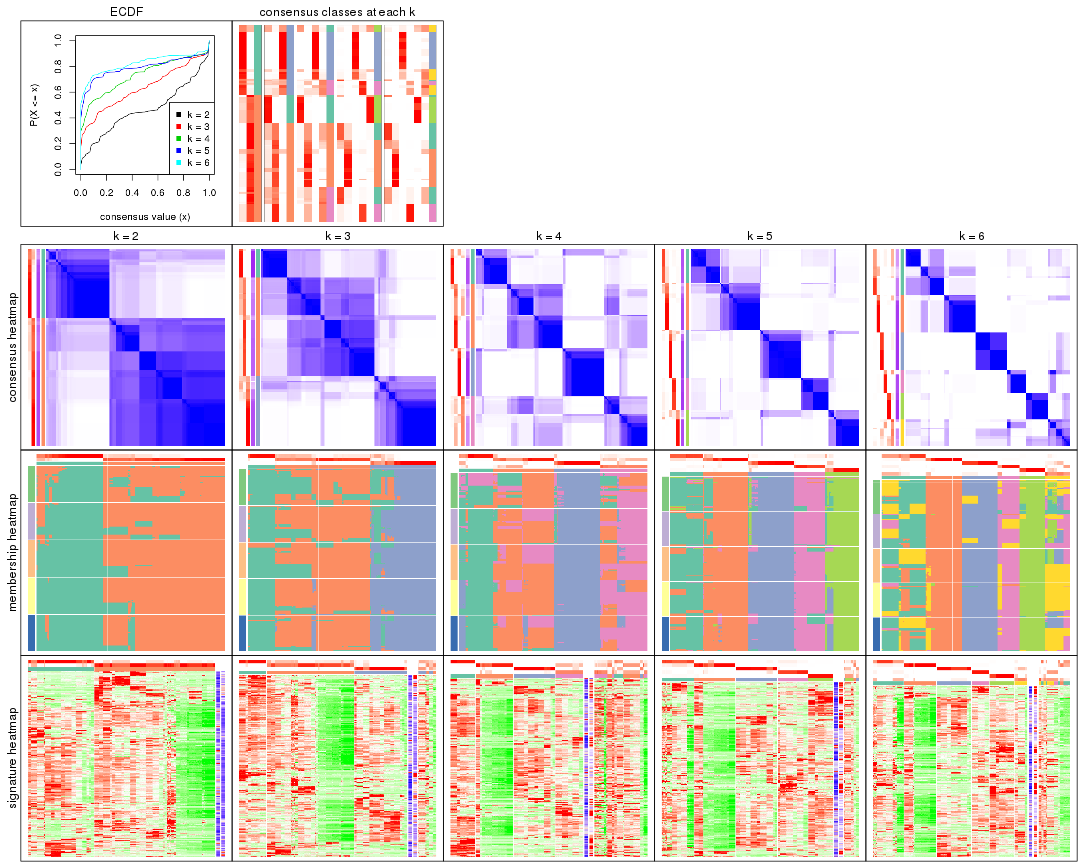 ECDF
consensus classes at each k
P(X <= x)
0.0 0.2 0.4 0.6 0.8 1.0
k = 2
k = 3
k = 4
k = 5
k = 6
0.0 0.2 0.4 0.6 0.8 1.0
consensus value (x)
k = 2 k = 3 k = 4 k = 5 k = 6
consensus heatmap
membership heatmap
signature heatmap